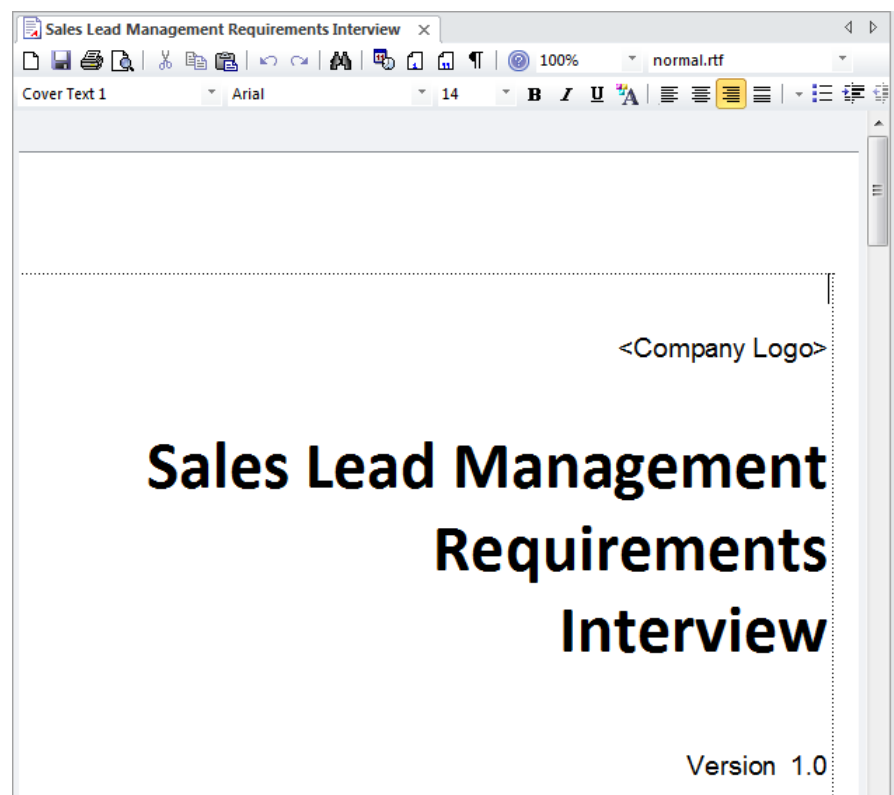 Sales Lead Management Requirements Interview
100% normal.rtf
Cover Text 1 Arial 14 B I U A
<Company Logo>
Sales Lead Management
Requirements
Interview
Version 1.0